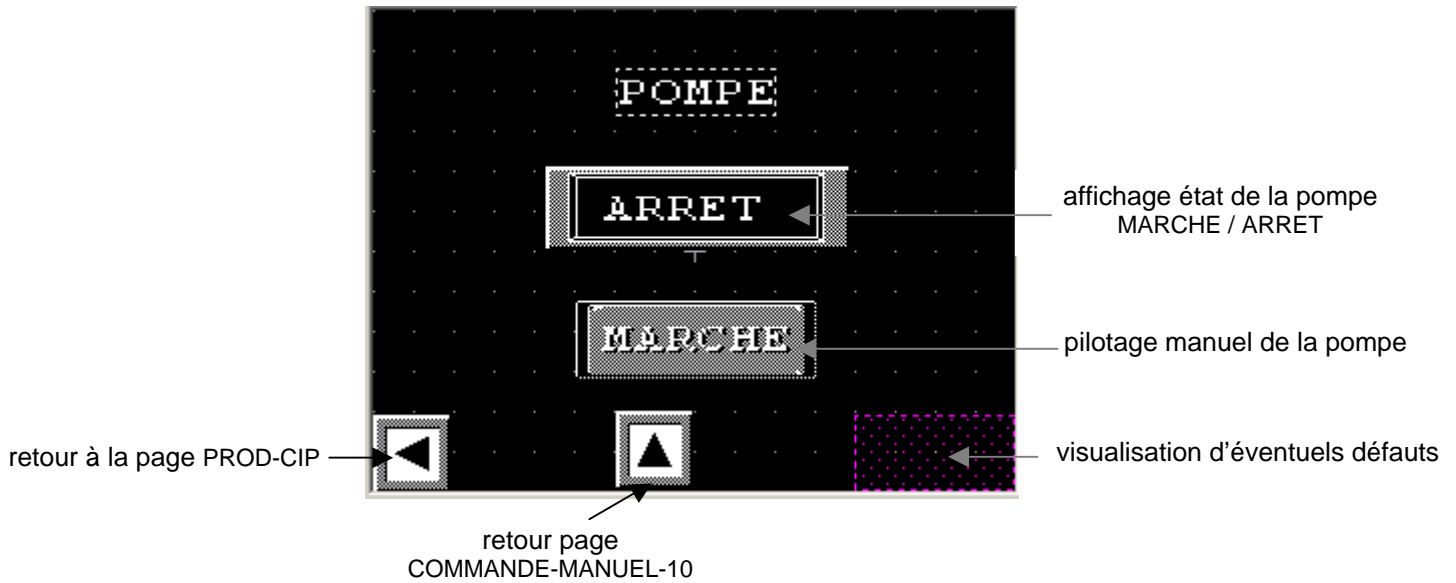 POMPE
ARRET
affichage état de la pompe
MARCHE / ARRET
MARCHE
pilotage manuel de la pompe
retour à la page PROD-CIP
visualisation d'éventuels défauts
retour page
COMMANDE-MANUEL-10